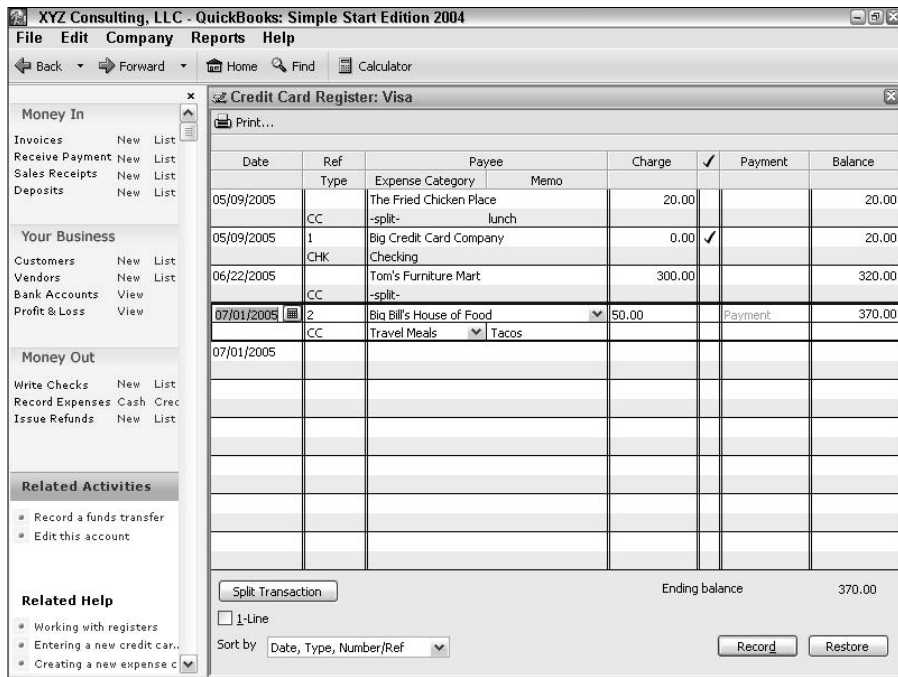 XYZ Consulting, LLC - QuickBooks: Simple Start Edition 2004
File Edit Company Reports Help
Back Forward Home Find Calculator
Money In
Invoices New List
Receive Payment New List
Sales Receipts New List
Deposits New List
Your Business
Customers New List
Vendors New List
Bank Accounts View
Profit & Loss View
Money Out
Write Checks New List
Record Expenses Cash Crec
Issue Refunds New List
Related Activities
Record a funds transfer
Edit this account
Related Help
Working with registers
Entering a new credit car..
Creating a new expense c
Credit Card Register: Visa
Print...
Date Ref Payee Charge ✓ Payment Balance
Type Expense Category Memo
05/09/2005 The Fried Chicken Place 20.00 20.00
CC -split- lunch
05/09/2005 1 Big Credit Card Company 0.00 ✓ 20.00
CHK Checking
06/22/2005 Tom's Furniture Mart 300.00 320.00
CC -split-
07/01/2005 2 Big Bill's House of Food 50.00 Payment 370.00
CC Travel Meals Tacos
07/01/2005
Split Transaction Ending balance 370.00
1-Line
Sort by Date, Type, Number/Ref Record Restore